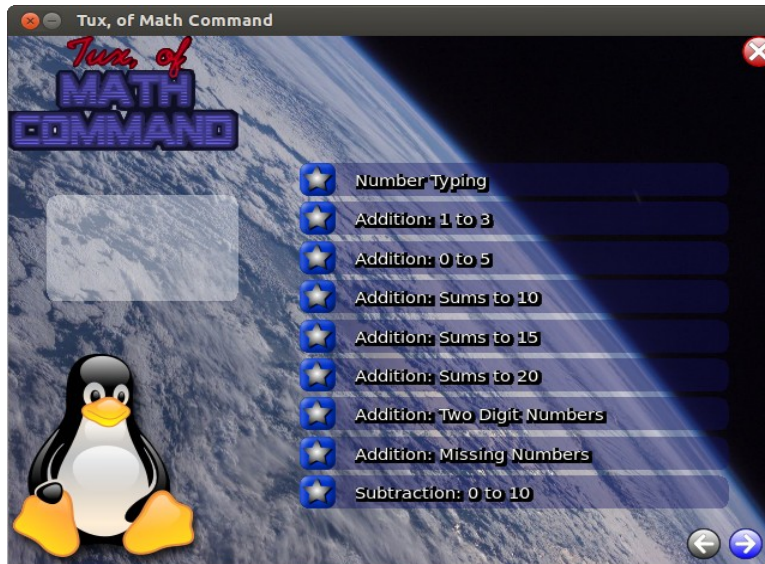 Tux, of Math Command
Tux, of
MATH
COMMAND
Number Typing
Addition: 1 to 3
Addition: 0 to 5
Addition: Sums to 10
Addition: Sums to 15
Addition: Sums to 20
Addition: Two Digit Numbers
Addition: Missing Numbers
Subtraction: 0 to 10